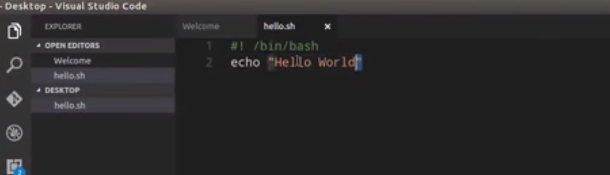 - Desktop - Visual Studio Code
EXPLORER
Welcome
hello.sh
×
OPEN EDITORS
Welcome
hello.sh
DESKTOP
hello.sh
1 #! /bin/bash
2 echo "Hello World"
2